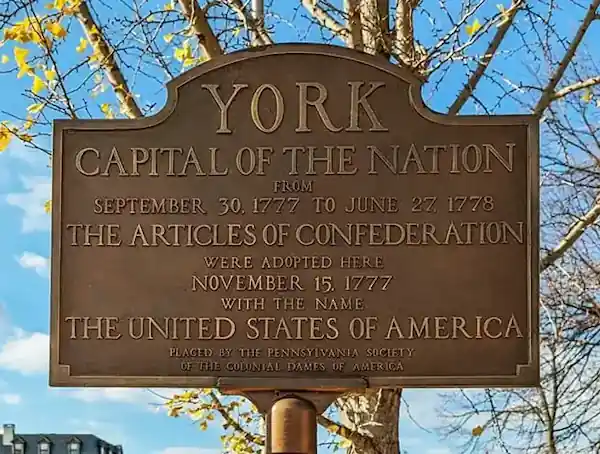 YORK
CAPITAL OF THE NATION
FROM
SEPTEMBER 30, 1777 TO JUNE 27, 1778
THE ARTICLES OF CONFEDERATION
WERE ADOPTED HERE
NOVEMBER 15, 1777
WITH THE NAME
THE UNITED STATES OF AMERICA
PLACED BY THE PENNSYLVANIA SOCIETY
OF THE COLONIAL DAMES OF AMERICA